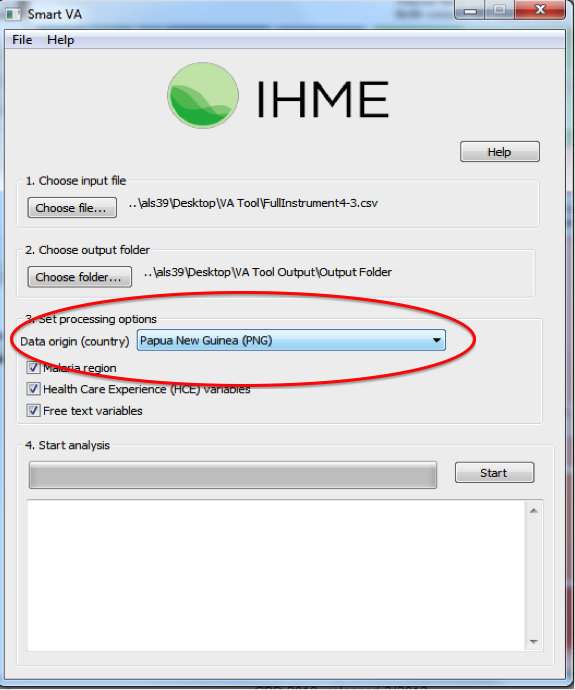 Smart VA
File Help
IHME
Help
1. Choose input file
Choose file... ..\als39\Desktop\VA Tool\FullInstrument4-3.csv
2. Choose output folder
Choose folder... ..\als39\Desktop\VA Tool Output\Output Folder
3. Set processing options
Data origin (country) Papua New Guinea (PNG)
Malaria region
Health Care Experience (HCE) variables
Free text variables
4. Start analysis
Start